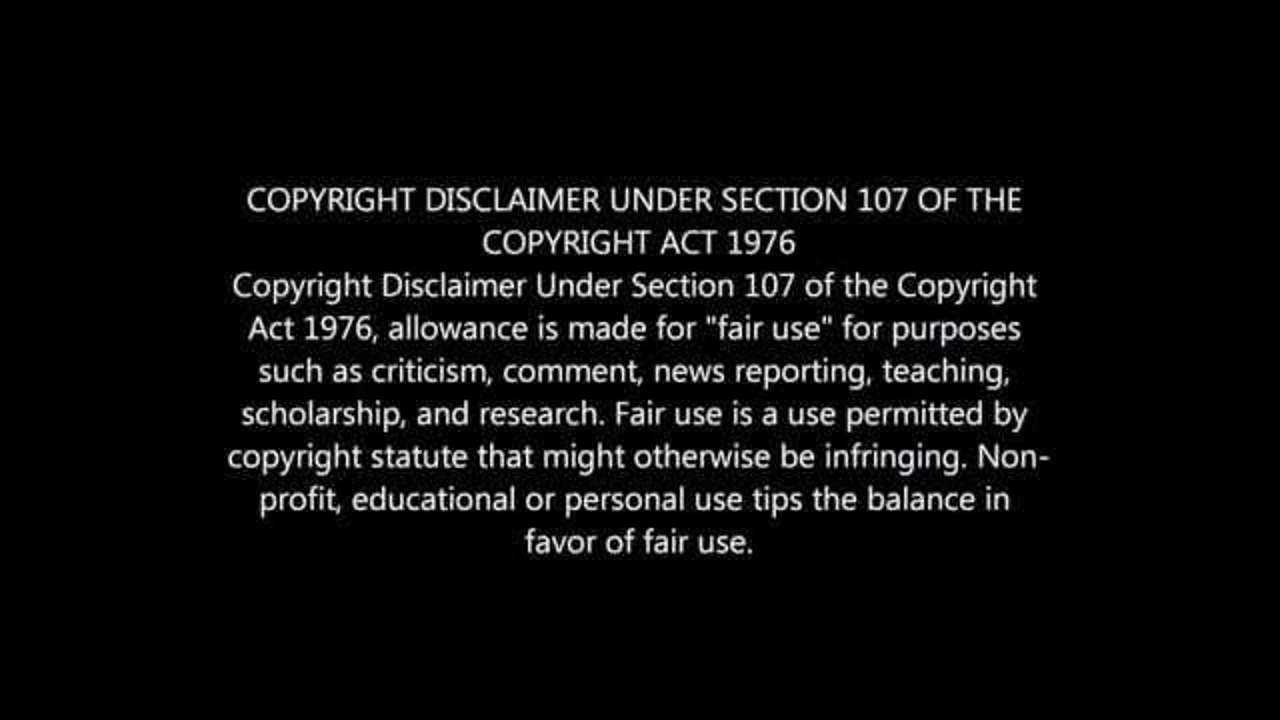 COPYRIGHT DISCLAIMER UNDER SECTION 107 OF THE
COPYRIGHT ACT 1976
Copyright Disclaimer Under Section 107 of the Copyright
Act 1976, allowance is made for "fair use" for purposes
such as criticism, comment, news reporting, teaching,
scholarship, and research. Fair use is a use permitted by
copyright statute that might otherwise be infringing. Non-
profit, educational or personal use tips the balance in
favor of fair use.